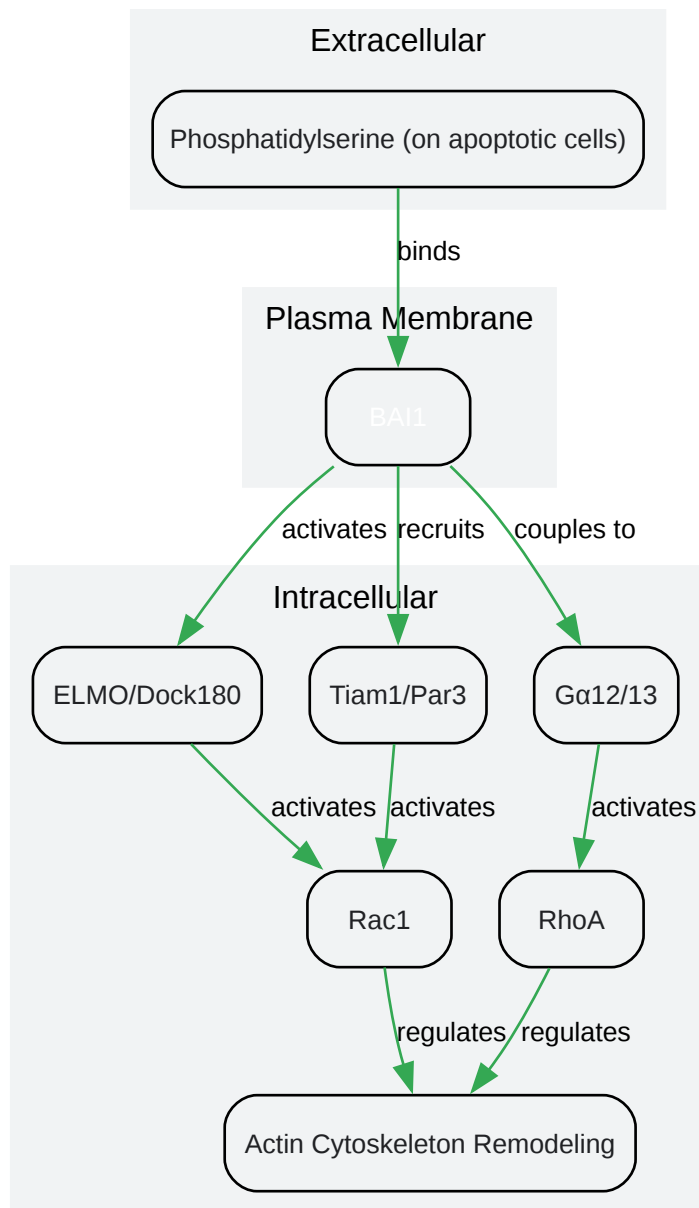 Extracellular
Phosphatidylserine (on apoptotic cells)
binds
Plasma Membrane
BAI1
activates
recruits
couples to
Intracellular
ELMO/Dock180
Tiam1/Par3
Gα12/13
activates
activates
activates
Rac1
RhoA
regulates
regulates
Actin Cytoskeleton Remodeling